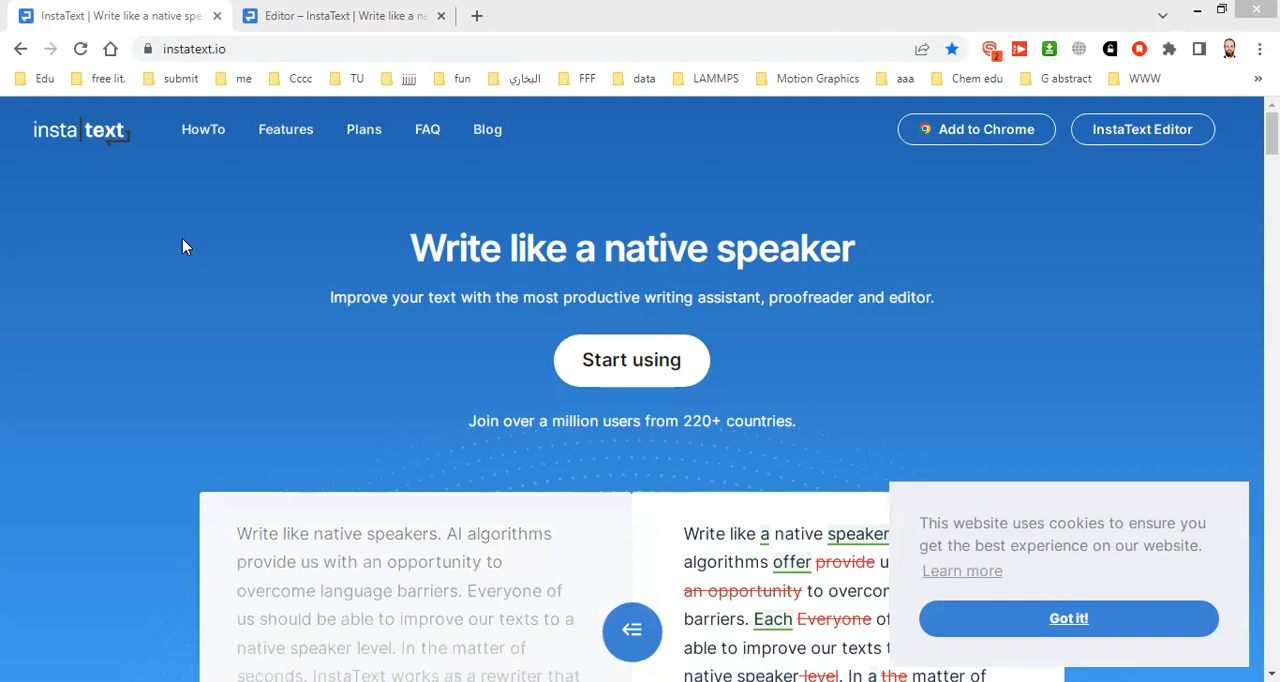 InstaText | Write like a native spe
Editor – InstaText | Write like a na
instatext.io
2
Edu
free lit.
submit
me
Cccc
TU
jjjjj
fun
البخاري
FFF
data
LAMMPS
Motion Graphics
aaa
Chem edu
G abstract
WWW
insta|text
HowTo
Features
Plans
FAQ
Blog
Add to Chrome
InstaText Editor
Write like a native speaker
Improve your text with the most productive writing assistant, proofreader and editor.
Start using
Join over a million users from 220+ countries.
Write like native speakers. AI algorithms
provide us with an opportunity to
overcome language barriers. Everyone of
us should be able to improve our texts to a
native speaker level. In the matter of
seconds. InstaText works as a rewriter that
Write like a native speaker
algorithms offer provide u
an opportunity to overcon
barriers. Each Everyone of
able to improve our texts t
native speaker level. In a the matter of
This website uses cookies to ensure you
get the best experience on our website.
Learn more
Got it!